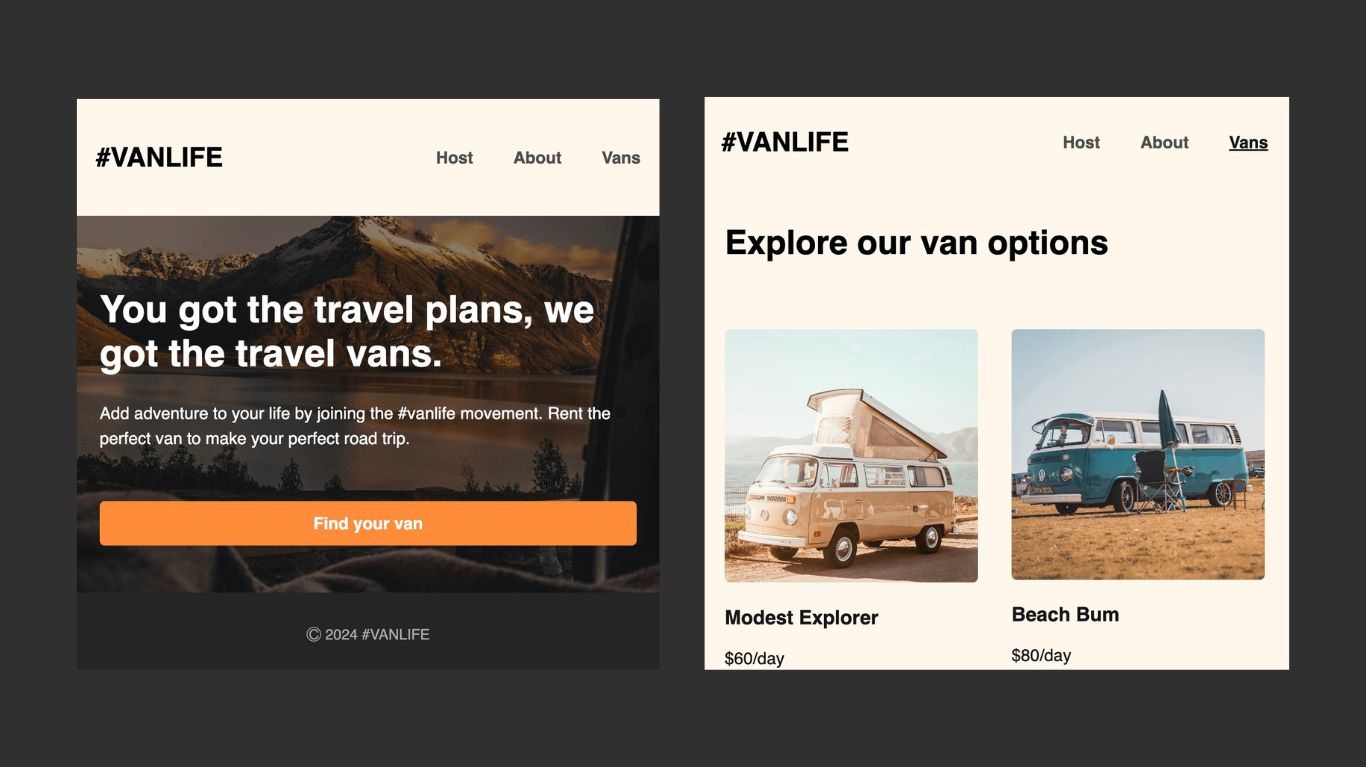 #VANLIFE
Host About Vans
You got the travel plans, we
got the travel vans.
Add adventure to your life by joining the #vanlife movement. Rent the
perfect van to make your perfect road trip.
Find your van
© 2024 #VANLIFE
#VANLIFE
Host About Vans
Explore our van options
Modest Explorer
$60/day
Beach Bum
$80/day